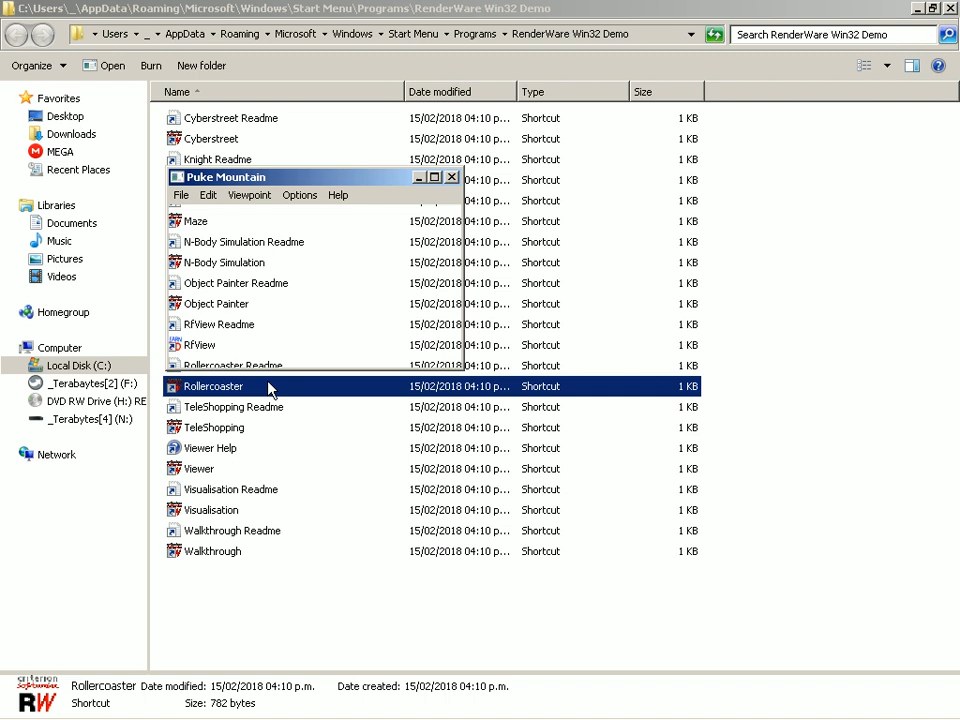 C:\Users\_\AppData\Roaming\Microsoft\Windows\Start Menu\Programs\RenderWare Win32 Demo
Users _ AppData Roaming Microsoft Windows Start Menu Programs RenderWare Win32 Demo Search RenderWare Win32 Demo
Organize Open Burn New folder
Favorites
Desktop
Downloads
MEGA
Recent Places
Libraries
Documents
Music
Pictures
Videos
Homegroup
Computer
Local Disk (C:)
_Terabaytes[2] (F:)
DVD RW Drive (H:) RE
_Terabytes[4] (N:)
Network
Name Date modified Type Size
Cyberstreet Readme 15/02/2018 04:10 p... Shortcut 1 KB
Cyberstreet 15/02/2018 04:10 p... Shortcut 1 KB
Knight Readme 15/02/2018 04:10 p... Shortcut 1 KB
Puke Mountain
04:10 p... Shortcut 1 KB
File Edit Viewpoint Options Help
04:10 p... Shortcut 1 KB
Maze 15/02/2018 04:10 p... Shortcut 1 KB
N-Body Simulation Readme 15/02/2018 04:10 p... Shortcut 1 KB
N-Body Simulation 15/02/2018 04:10 p... Shortcut 1 KB
Object Painter Readme 15/02/2018 04:10 p... Shortcut 1 KB
Object Painter 15/02/2018 04:10 p... Shortcut 1 KB
RfView Readme 15/02/2018 04:10 p... Shortcut 1 KB
RfView 15/02/2018 04:10 p... Shortcut 1 KB
Rollercoaster Readme 15/02/2018 04:10 p... Shortcut 1 KB
Rollercoaster 15/02/2018 04:10 p... Shortcut 1 KB
TeleShopping Readme 15/02/2018 04:10 p... Shortcut 1 KB
TeleShopping 15/02/2018 04:10 p... Shortcut 1 KB
Viewer Help 15/02/2018 04:10 p... Shortcut 1 KB
Viewer 15/02/2018 04:10 p... Shortcut 1 KB
Visualisation Readme 15/02/2018 04:10 p... Shortcut 1 KB
Visualisation 15/02/2018 04:10 p... Shortcut 1 KB
Walkthrough Readme 15/02/2018 04:10 p... Shortcut 1 KB
Walkthrough 15/02/2018 04:10 p... Shortcut 1 KB
criterion
software
RW
Rollercoaster Date modified: 15/02/2018 04:10 p.m. Date created: 15/02/2018 04:10 p.m.
Shortcut Size: 782 bytes